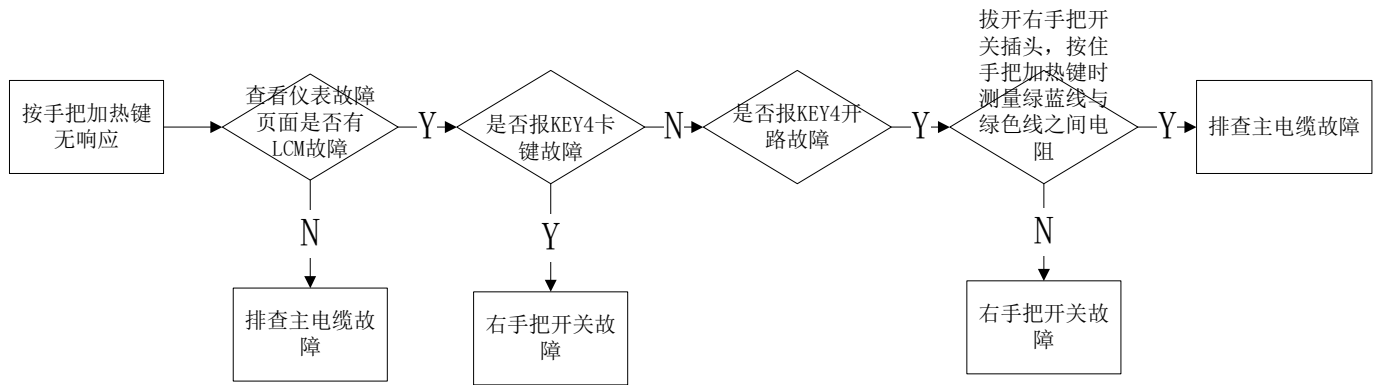 按手把加热键
无响应
查看仪表故障
页面是否有
LCM故障
Y
是否报KEY4卡
键故障
N
是否报KEY4开
路故障
Y
拔开右手把开
关插头，按住
手把加热键时
测量绿蓝线与
绿色线之间电
阻
Y
排查主电缆故障
N
Y
N
排查主电缆故
障
右手把开关故
障
右手把开关故
障